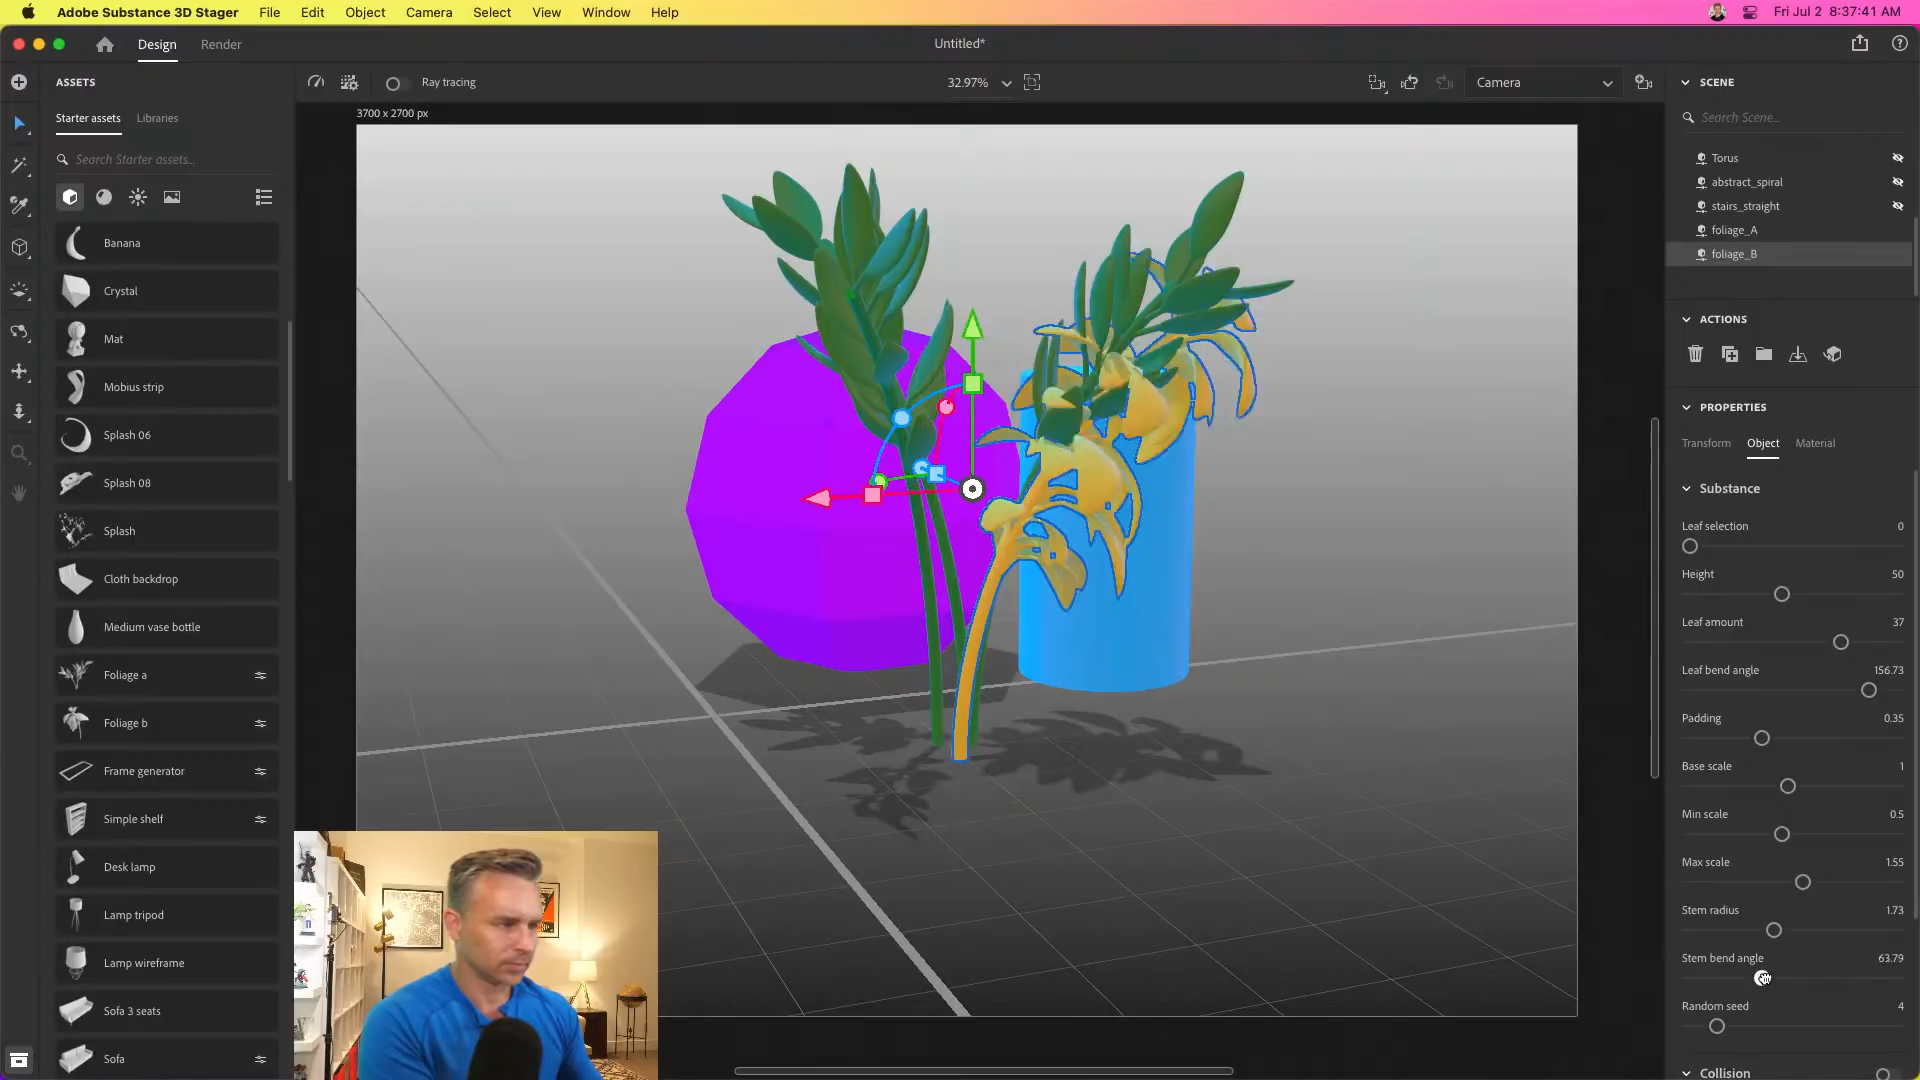 Adobe Substance 3D Stager File Edit Object Camera Select View Window Help Fri Jul 2 8:37:41 AM
Design Render Untitled*
ASSETS Ray tracing 32.97% Camera SCENE
Starter assets Libraries 3700 x 2700 px Search Scene...
Search Starter assets...
Torus
abstract_spiral
stairs_straight
foliage_A
foliage_B
Banana
Crystal
Mat
Mobius strip
Splash 06
Splash 08
Splash
Cloth backdrop
Medium vase bottle
Foliage a
Foliage b
Frame generator
Simple shelf
Desk lamp
Lamp tripod
Lamp wireframe
Sofa 3 seats
Sofa
ACTIONS
PROPERTIES
Transform Object Material
Substance
Leaf selection 0
Height 50
Leaf amount 37
Leaf bend angle 156.73
Padding 0.35
Base scale 1
Min scale 0.5
Max scale 1.55
Stem radius 1.73
Stem bend angle 63.79
Random seed 4
Collision